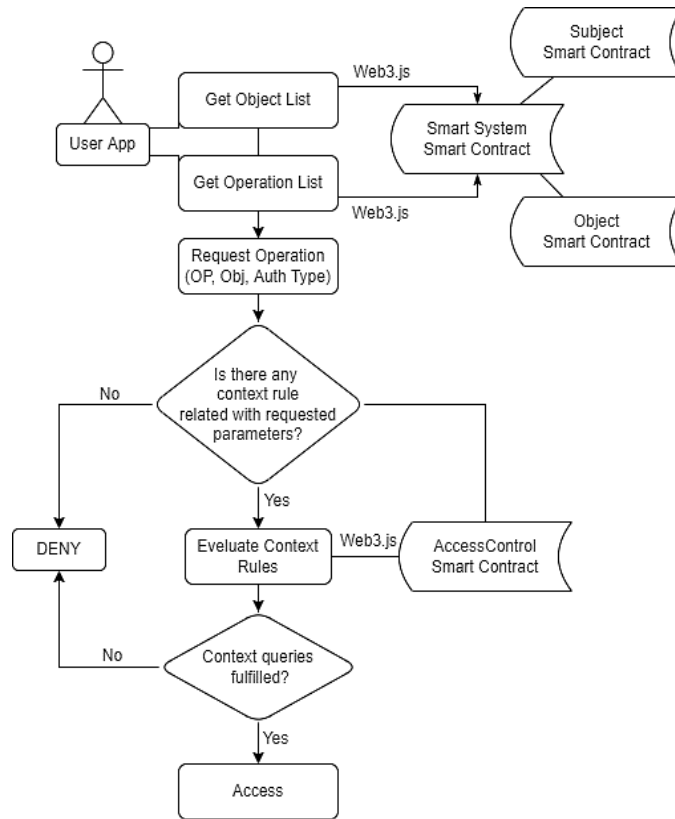 Subject
Smart Contract
Web3.js
Get Object List
Smart System
Smart Contract
User App
Get Operation List
Web3.js
Object
Smart Contract
Request Operation
(OP, Obj, Auth Type)
Is there any
context rule
related with requested
parameters?
No
Yes
DENY
Eveluate Context
Rules
Web3.js
AccessControl
Smart Contract
No
Context queries
fulfilled?
Yes
Access